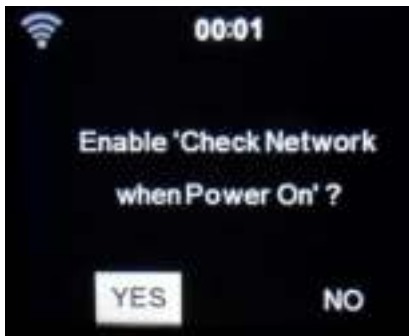 00:01
Enable 'Check Network
when Power On' ?
YES NO